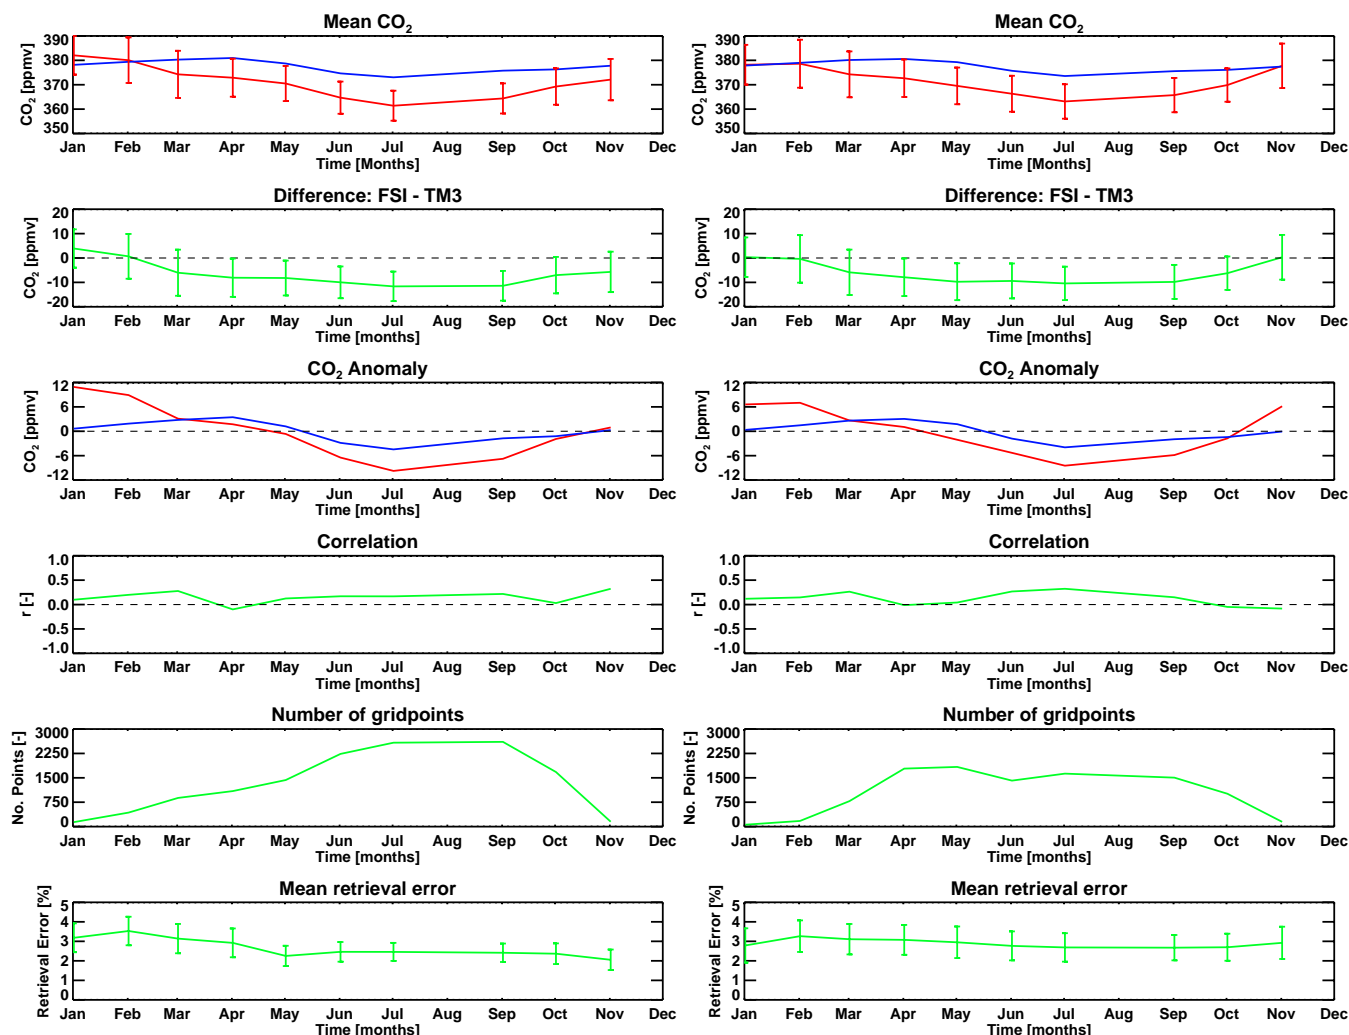 Mean CO2
CO2 [ppmv]
390
380
370
360
350
Jan Feb Mar Apr May Jun Jul Aug Sep Oct Nov Dec
Time [Months]
Mean CO2
CO2 [ppmv]
390
380
370
360
350
Jan Feb Mar Apr May Jun Jul Aug Sep Oct Nov Dec
Time [Months]
Difference: FSI - TM3
CO2 [ppmv]
20
10
0
-10
-20
Jan Feb Mar Apr May Jun Jul Aug Sep Oct Nov Dec
Time [months]
Difference: FSI - TM3
CO2 [ppmv]
20
10
0
-10
-20
Jan Feb Mar Apr May Jun Jul Aug Sep Oct Nov Dec
Time [months]
CO2 Anomaly
CO2 [ppmv]
12
6
0
-6
-12
Jan Feb Mar Apr May Jun Jul Aug Sep Oct Nov Dec
Time [months]
CO2 Anomaly
CO2 [ppmv]
12
6
0
-6
-12
Jan Feb Mar Apr May Jun Jul Aug Sep Oct Nov Dec
Time [months]
Correlation
r [-]
1.0
0.5
0.0
-0.5
-1.0
Jan Feb Mar Apr May Jun Jul Aug Sep Oct Nov Dec
Time [months]
Correlation
r [-]
1.0
0.5
0.0
-0.5
-1.0
Jan Feb Mar Apr May Jun Jul Aug Sep Oct Nov Dec
Time [months]
Number of gridpoints
No. Points [-]
3000
2250
1500
750
0
Jan Feb Mar Apr May Jun Jul Aug Sep Oct Nov Dec
Time [months]
Number of gridpoints
No. Points [-]
3000
2250
1500
750
0
Jan Feb Mar Apr May Jun Jul Aug Sep Oct Nov Dec
Time [months]
Mean retrieval error
Retrieval Error [%]
5
4
3
2
1
0
Jan Feb Mar Apr May Jun Jul Aug Sep Oct Nov Dec
Time [months]
Mean retrieval error
Retrieval Error [%]
5
4
3
2
1
0
Jan Feb Mar Apr May Jun Jul Aug Sep Oct Nov Dec
Time [months]